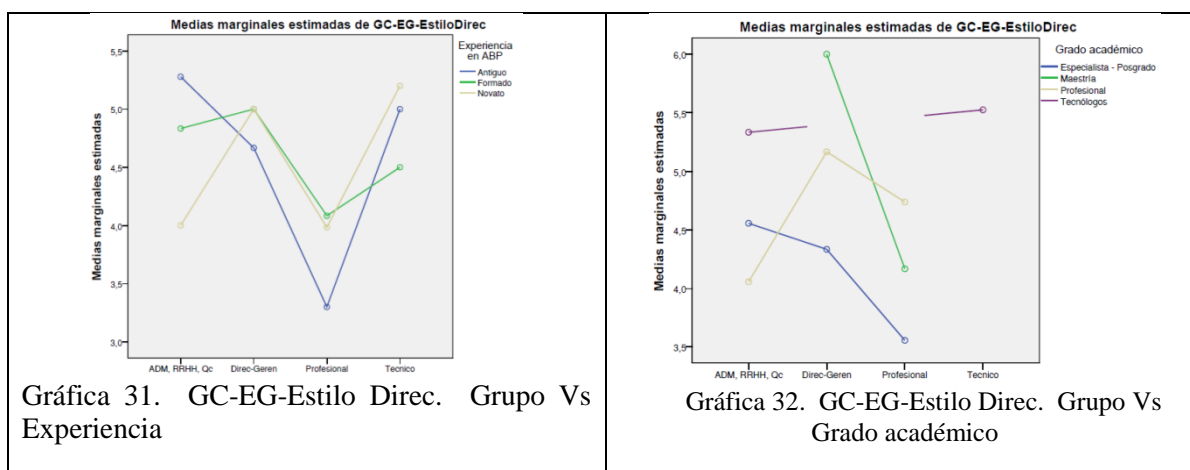 Medias marginales estimadas de GC-EG-EstiloDirec
Experiencia
en ABP
Antiguo
Formado
Novato
Medias marginales estimadas
5,5
5,0
4,5
4,0
3,5
3,0
ADM, RRHH, Qc
Direc-Geren
Profesional
Tecnico
Gráfica 31. GC-EG-Estilo Direc. Grupo Vs
Experiencia
Medias marginales estimadas de GC-EG-EstiloDirec
Grado académico
Especialista - Posgrado
Maestría
Profesional
Tecnólogos
Medias marginales estimadas
6,0
5,5
5,0
4,5
4,0
3,5
ADM, RRHH, Qc
Direc-Geren
Profesional
Tecnico
Gráfica 32. GC-EG-Estilo Direc. Grupo Vs
Grado académico